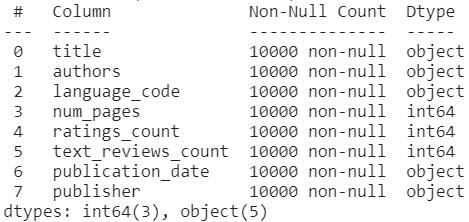 #   Column              Non-Null Count  Dtype
---  ------              --------------  -----
0   title               10000 non-null  object
1   authors             10000 non-null  object
2   language_code       10000 non-null  object
3   num_pages           10000 non-null  int64
4   ratings_count       10000 non-null  int64
5   text_reviews_count  10000 non-null  int64
6   publication_date    10000 non-null  object
7   publisher           10000 non-null  object
dtypes: int64(3), object(5)